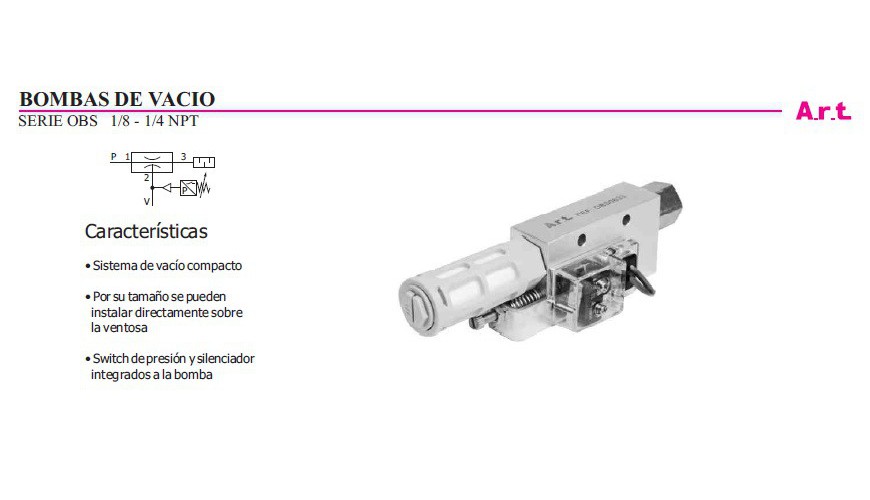 BOMBAS DE VACIO
SERIE OBS 1/8 - 1/4 NPT
A.r.t.
P 1 3
2
P
V
Características
• Sistema de vacío compacto
• Por su tamaño se pueden
instalar directamente sobre
la ventosa
• Switch de presión y silenciador
integrados a la bomba
A.r.t.